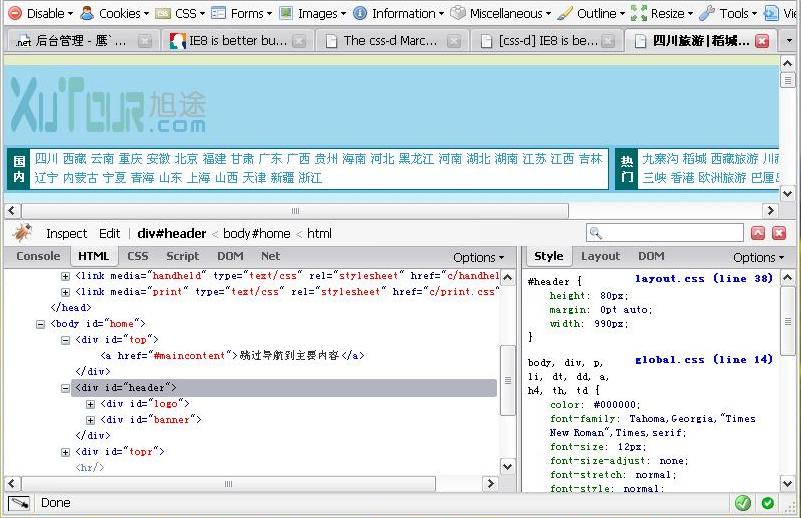 Disable Cookies CSS Forms Images Information Miscellaneous Outline Resize Tools Vie
.net 后台管理 - IE8 is better bu... The css-d Marc... [css-d] IE8 is be... 四川旅游|稻城...
XUTOUR旭途
.com
国内
四川 西藏 云南 重庆 安徽 北京 福建 甘肃 广东 广西 贵州 海南 河北 黑龙江 河南 湖北 湖南 江苏 江西 吉林
辽宁 内蒙古 宁夏 青海 山东 上海 山西 天津 新疆 浙江
热门
九寨沟 稻城 西藏旅游
三峡 香港 欧洲旅游 巴厘岛
Inspect Edit | div#header < body#home < html
Console HTML CSS Script DOM Net Options
<link media="handheld" type="text/css" rel="stylesheet" href="c/handhel
<link media="print" type="text/css" rel="stylesheet" href="c/print.css"
</head>
<body id="home">
<div id="top">
<a href="#maincontent">跳过导航到主要内容</a>
</div>
<div id="header">
<div id="logo">
<div id="banner">
</div>
<div id="topr">
<hr/>
Style Layout DOM Options
#header { layout.css (line 38)
height: 80px;
margin: 0pt auto;
width: 990px;
}
body, div, p, global.css (line 14)
li, dt, dd, a,
h4, th, td {
color: #000000;
font-family: Tahoma,Georgia,"Times
New Roman",Times,serif;
font-size: 12px;
font-size-adjust: none;
font-stretch: normal;
font-style: normal;
Done